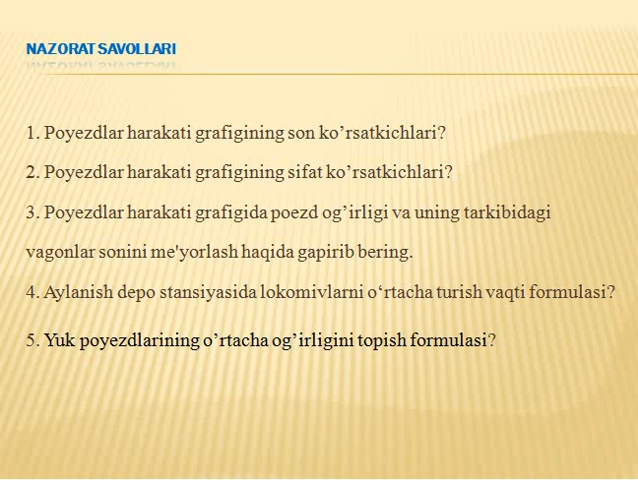 NAZORAT SAVOLLARI
1. Poyezdlar harakati grafigining son ko’rsatkichlari?
2. Poyezdlar harakati grafigining sifat ko’rsatkichlari?
3. Poyezdlar harakati grafigida poezd og’irligi va uning tarkibidagi
vagonlar sonini me'yorlash haqida gapirib bering.
4. Aylanish depo stansiyasida lokomivlarni o‘rtacha turish vaqti formulasi?
5. Yuk poyezdlarining o’rtacha og’irligini topish formulasi?